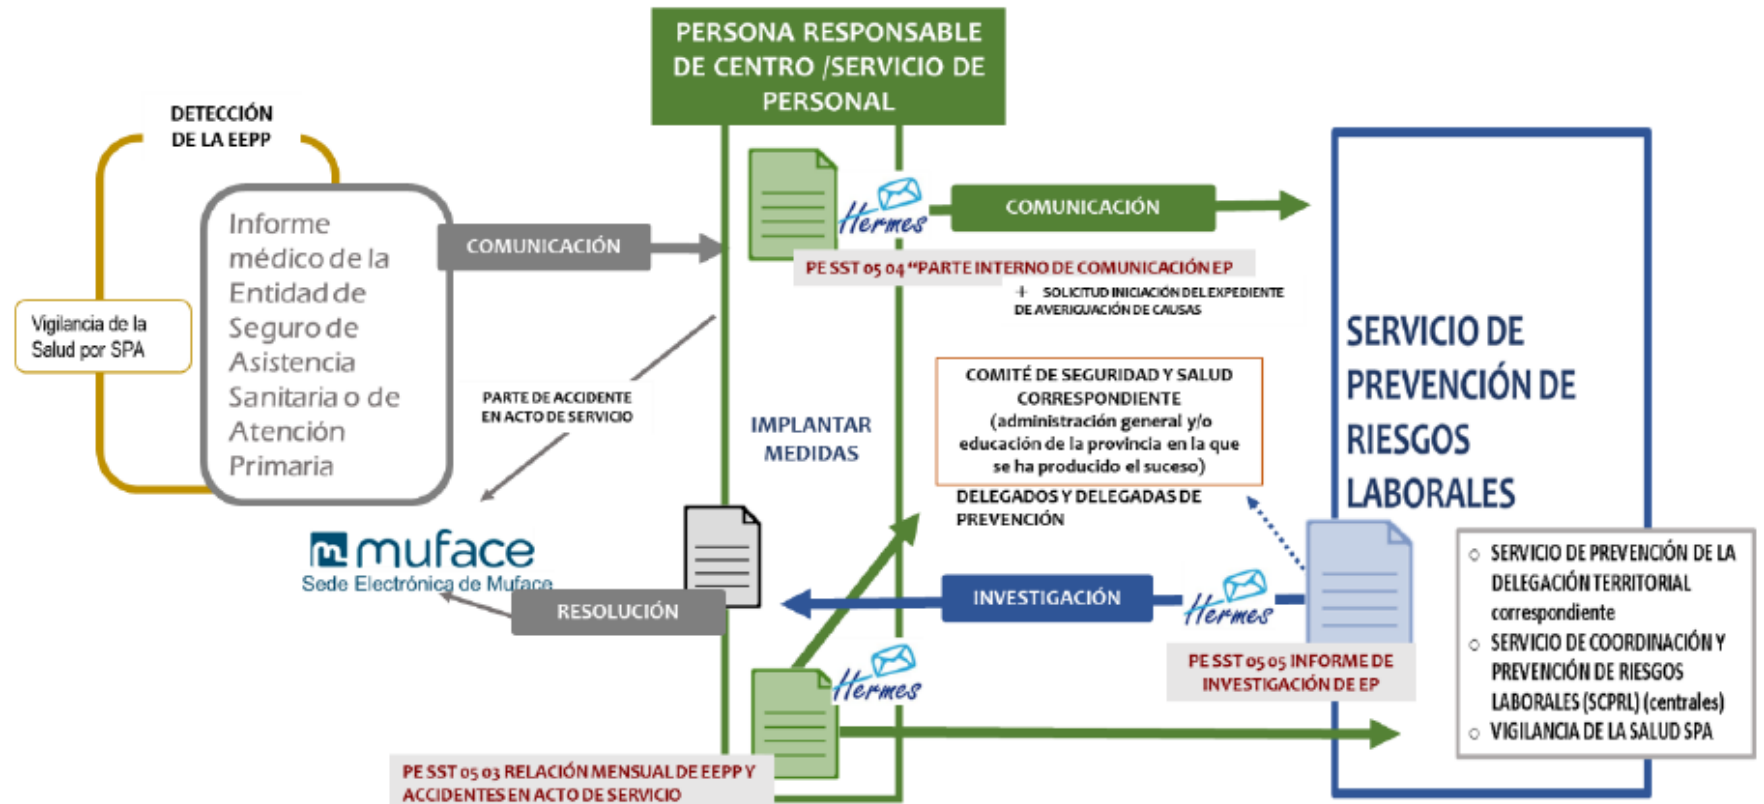 PERSONA RESPONSABLE
DE CENTRO /SERVICIO DE
PERSONAL
DETECCIÓN
DE LA EEPP
Informe
médico de la
Entidad de
Seguro de
Asistencia
Sanitaria o de
Atención
Primaria
Vigilancia de la
Salud por SPA
COMUNICACIÓN
Hermes
COMUNICACIÓN
PE SST 05 04 “PARTE INTERNO DE COMUNICACIÓN EP
+ SOLICITUD INICIACIÓN DEL EXPEDIENTE
DE AVERIGUACIÓN DE CAUSAS
PARTE DE ACCIDENTE
EN ACTO DE SERVICIO
IMPLANTAR
MEDIDAS
COMITÉ DE SEGURIDAD Y SALUD
CORRESPONDIENTE
(administración general y/o
educación de la provincia en la que
se ha producido el suceso)
DELEGADOS Y DELEGADAS DE
PREVENCIÓN
SERVICIO DE
PREVENCIÓN DE
RIESGOS
LABORALES
muface
Sede Electrónica de Muface
RESOLUCIÓN
INVESTIGACIÓN
Hermes
PE SST 05 05 INFORME DE
INVESTIGACIÓN DE EP
Hermes
PE SST 05 03 RELACIÓN MENSUAL DE EEPP Y
ACCIDENTES EN ACTO DE SERVICIO
○ SERVICIO DE PREVENCIÓN DE LA
DELEGACIÓN TERRITORIAL
correspondiente
○ SERVICIO DE COORDINACIÓN Y
PREVENCIÓN DE RIESGOS
LABORALES (SCPRL) (centrales)
○ VIGILANCIA DE LA SALUD SPA